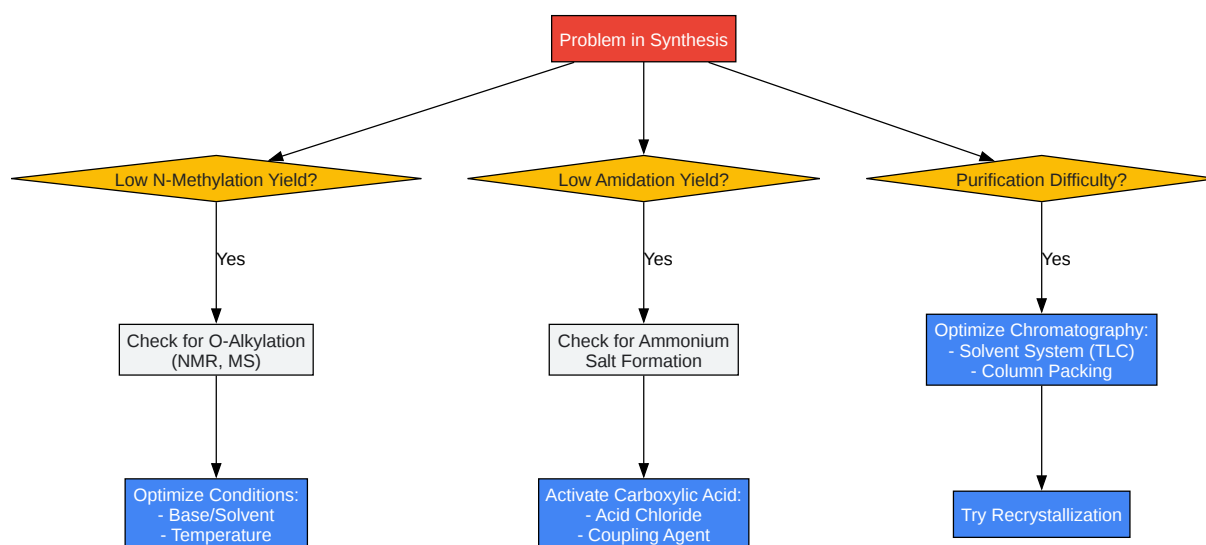 Problem in Synthesis
Low N-Methylation Yield?
Low Amidation Yield?
Purification Difficulty?
Yes
Yes
Yes
Check for O-Alkylation
(NMR, MS)
Check for Ammonium
Salt Formation
Optimize Chromatography:
- Solvent System (TLC)
- Column Packing
Optimize Conditions:
- Base/Solvent
- Temperature
Activate Carboxylic Acid:
- Acid Chloride
- Coupling Agent
Try Recrystallization